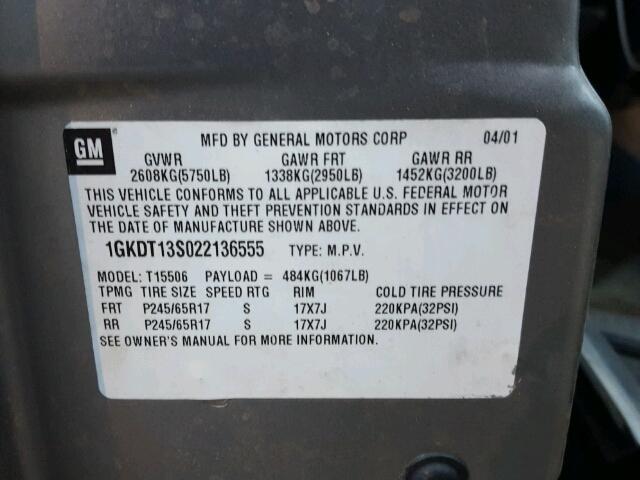 GM
MFD BY GENERAL MOTORS CORP 04/01
GVWR GAWR FRT GAWR RR
2608KG(5750LB) 1338KG(2950LB) 1452KG(3200LB)
THIS VEHICLE CONFORMS TO ALL APPLICABLE U.S. FEDERAL MOTOR
VEHICLE SAFETY AND THEFT PREVENTION STANDARDS IN EFFECT ON
THE DATE OF MANUFACTURE SHOWN ABOVE.
1GKDT13S022136555 TYPE: M.P.V.
MODEL: T15506 PAYLOAD = 484KG(1067LB)
TPMG TIRE SIZE SPEED RTG RIM COLD TIRE PRESSURE
FRT P245/65R17 S 17X7J 220KPA(32PSI)
RR P245/65R17 S 17X7J 220KPA(32PSI)
SEE OWNER'S MANUAL FOR MORE INFORMATION.